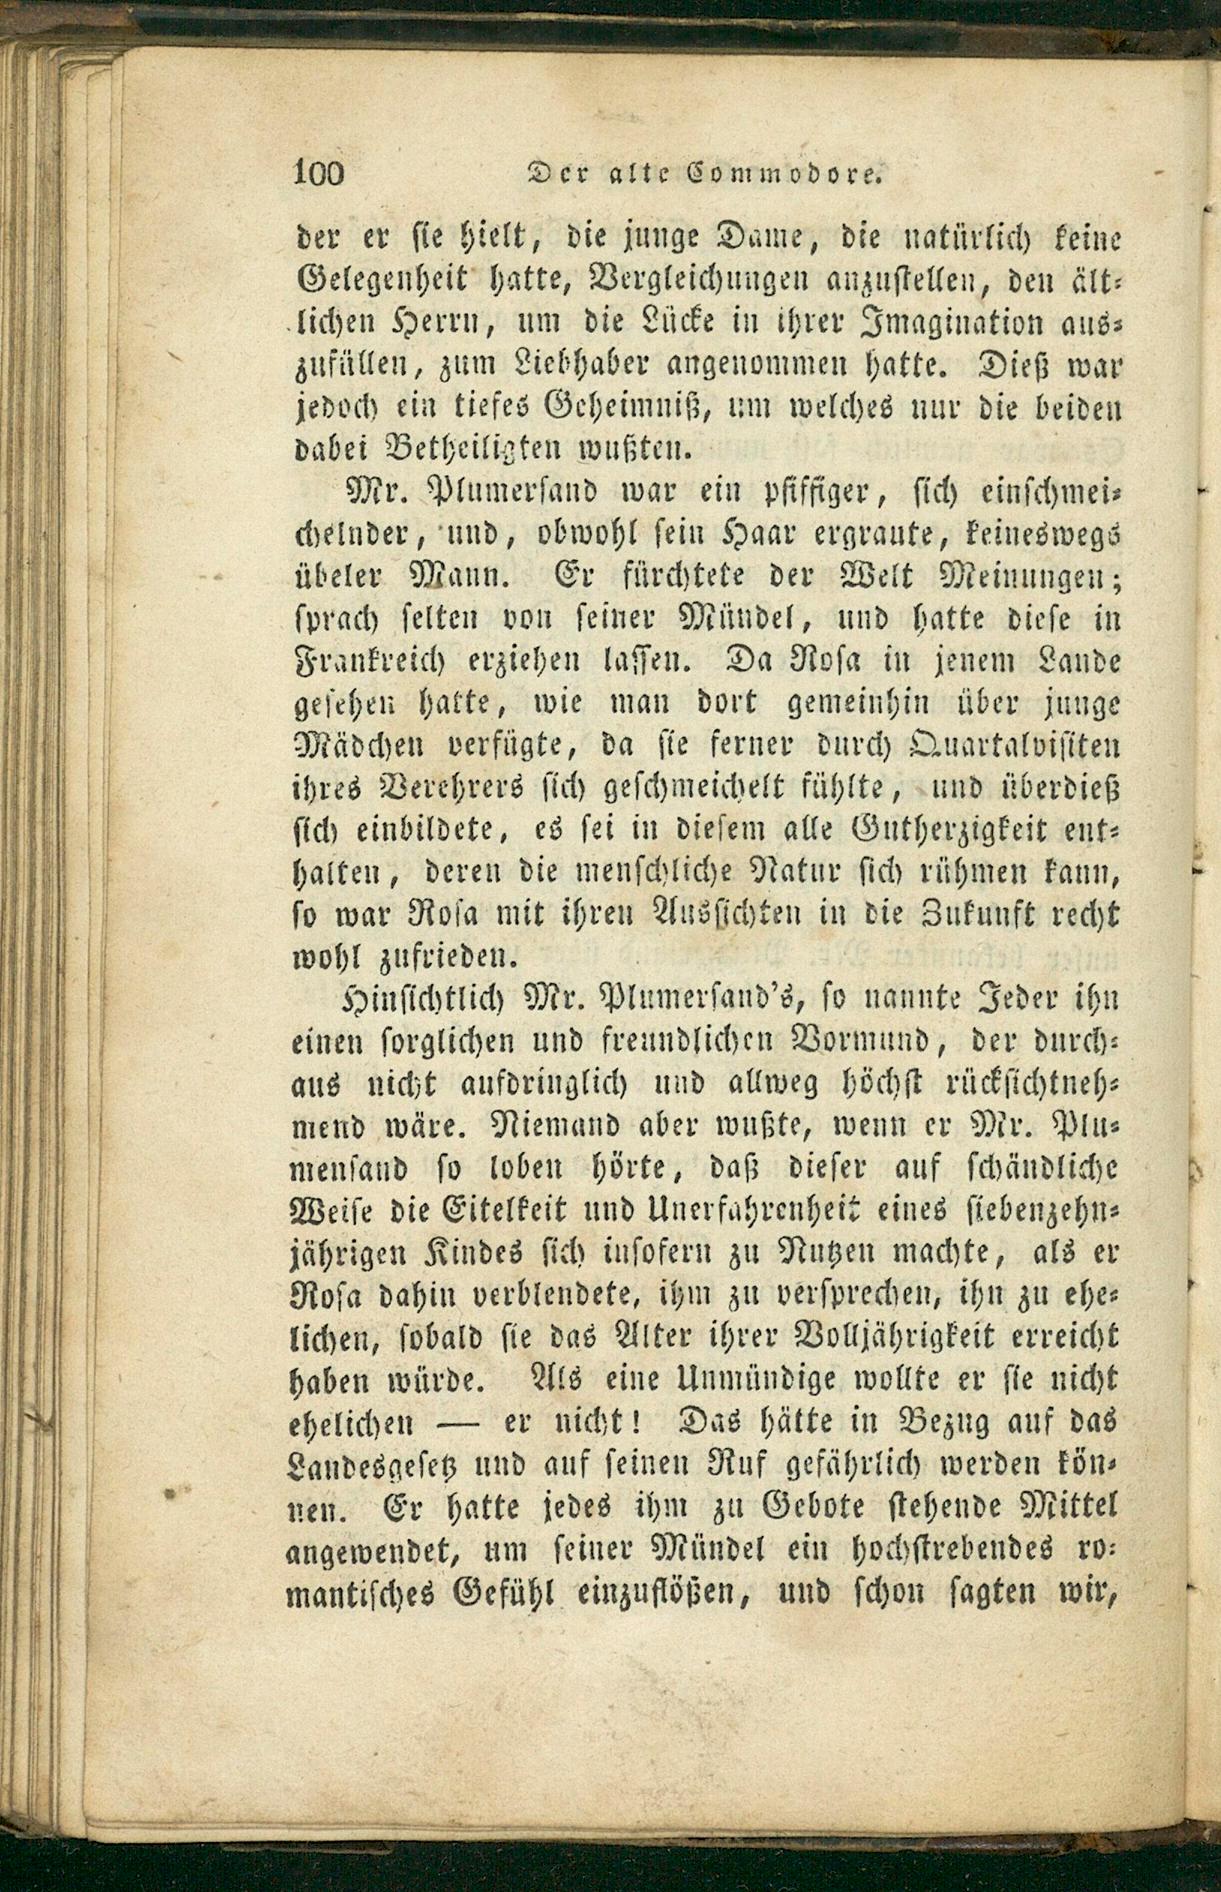 100 Der alte Commodore.
der er sie hielt, die junge Dame, die natürlich keine
Gelegenheit hatte, Vergleichungen anzustellen, den ält-
lichen Herrn, um die Lücke in ihrer Imagination aus-
zufüllen, zum Liebhaber angenommen hatte. Dieß war
jedoch ein tiefes Geheimniß, um welches nur die beiden
dabei Betheiligten wußten.
Mr. Plumersand war ein pfiffiger, sich einschmei-
chelnder, und, obwohl sein Haar ergraute, keineswegs
übeler Mann. Er fürchtete der Welt Meinungen;
sprach selten von seiner Mündel, und hatte diese in
Frankreich erziehen lassen. Da Rosa in jenem Lande
gesehen hatte, wie man dort gemeinhin über junge
Mädchen verfügte, da sie ferner durch Quartalvisiten
ihres Verehrers sich geschmeichelt fühlte, und überdieß
sich einbildete, es sei in diesem alle Gutherzigkeit ent-
halten, deren die menschliche Natur sich rühmen kann,
so war Rosa mit ihren Aussichten in die Zukunft recht
wohl zufrieden.
Hinsichtlich Mr. Plumersand's, so nannte Jeder ihn
einen sorglichen und freundlichen Vormund, der durch-
aus nicht aufdringlich und allweg höchst rücksichtneh-
mend wäre. Niemand aber wußte, wenn er Mr. Plu-
mensand so loben hörte, daß dieser auf schändliche
Weise die Eitelkeit und Unerfahrenheit eines siebenzehn-
jährigen Kindes sich insofern zu Nutzen machte, als er
Rosa dahin verblendete, ihm zu versprechen, ihn zu ehe-
lichen, sobald sie das Alter ihrer Volljährigkeit erreicht
haben würde. Als eine Unmündige wollte er sie nicht
ehelichen — er nicht! Das hätte in Bezug auf das
Landesgesetz und auf seinen Ruf gefährlich werden kön-
nen. Er hatte jedes ihm zu Gebote stehende Mittel
angewendet, um seiner Mündel ein hochstrebendes ro-
mantisches Gefühl einzuflößen, und schon sagten wir,